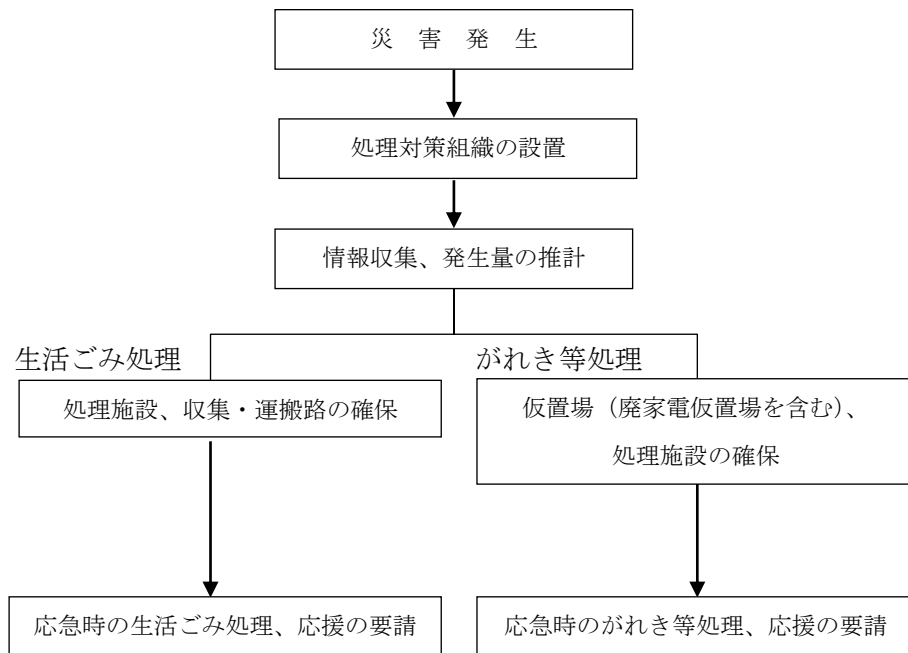 災　害　発　生
処理対策組織の設置
情報収集、発生量の推計
生活ごみ処理
処理施設、収集・運搬路の確保
応急時の生活ごみ処理、応援の要請
がれき等処理
仮置場（廃家電仮置場を含む）、
処理施設の確保
応急時のがれき等処理、応援の要請